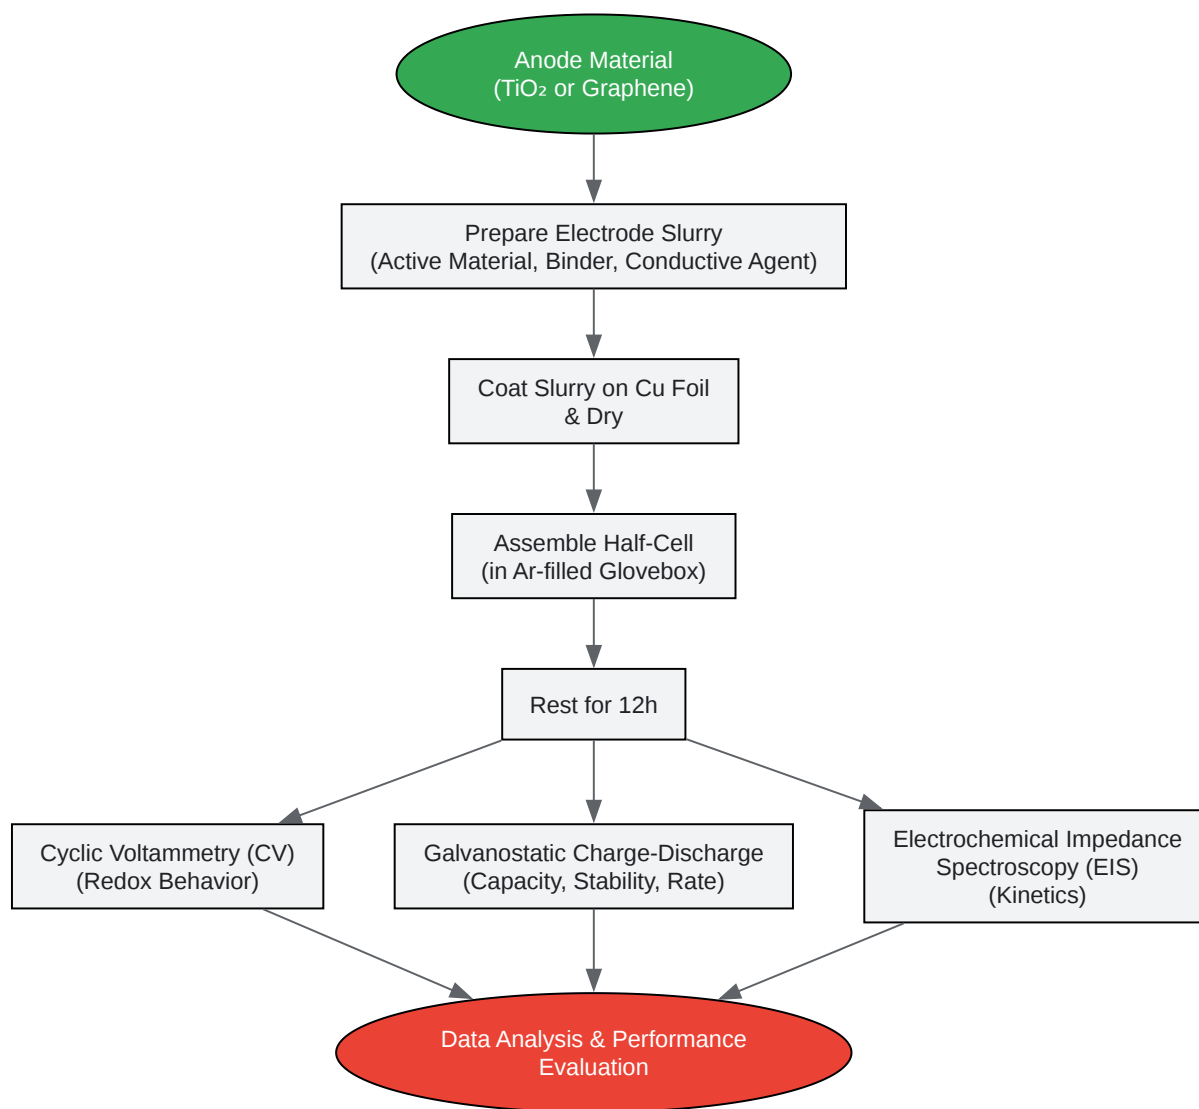 Anode Material
(TiO₂ or Graphene)
Prepare Electrode Slurry
(Active Material, Binder, Conductive Agent)
Coat Slurry on Cu Foil
& Dry
Assemble Half-Cell
(in Ar-filled Glovebox)
Rest for 12h
Cyclic Voltammetry (CV)
(Redox Behavior)
Galvanostatic Charge-Discharge
(Capacity, Stability, Rate)
Electrochemical Impedance
Spectroscopy (EIS)
(Kinetics)
Data Analysis & Performance
Evaluation